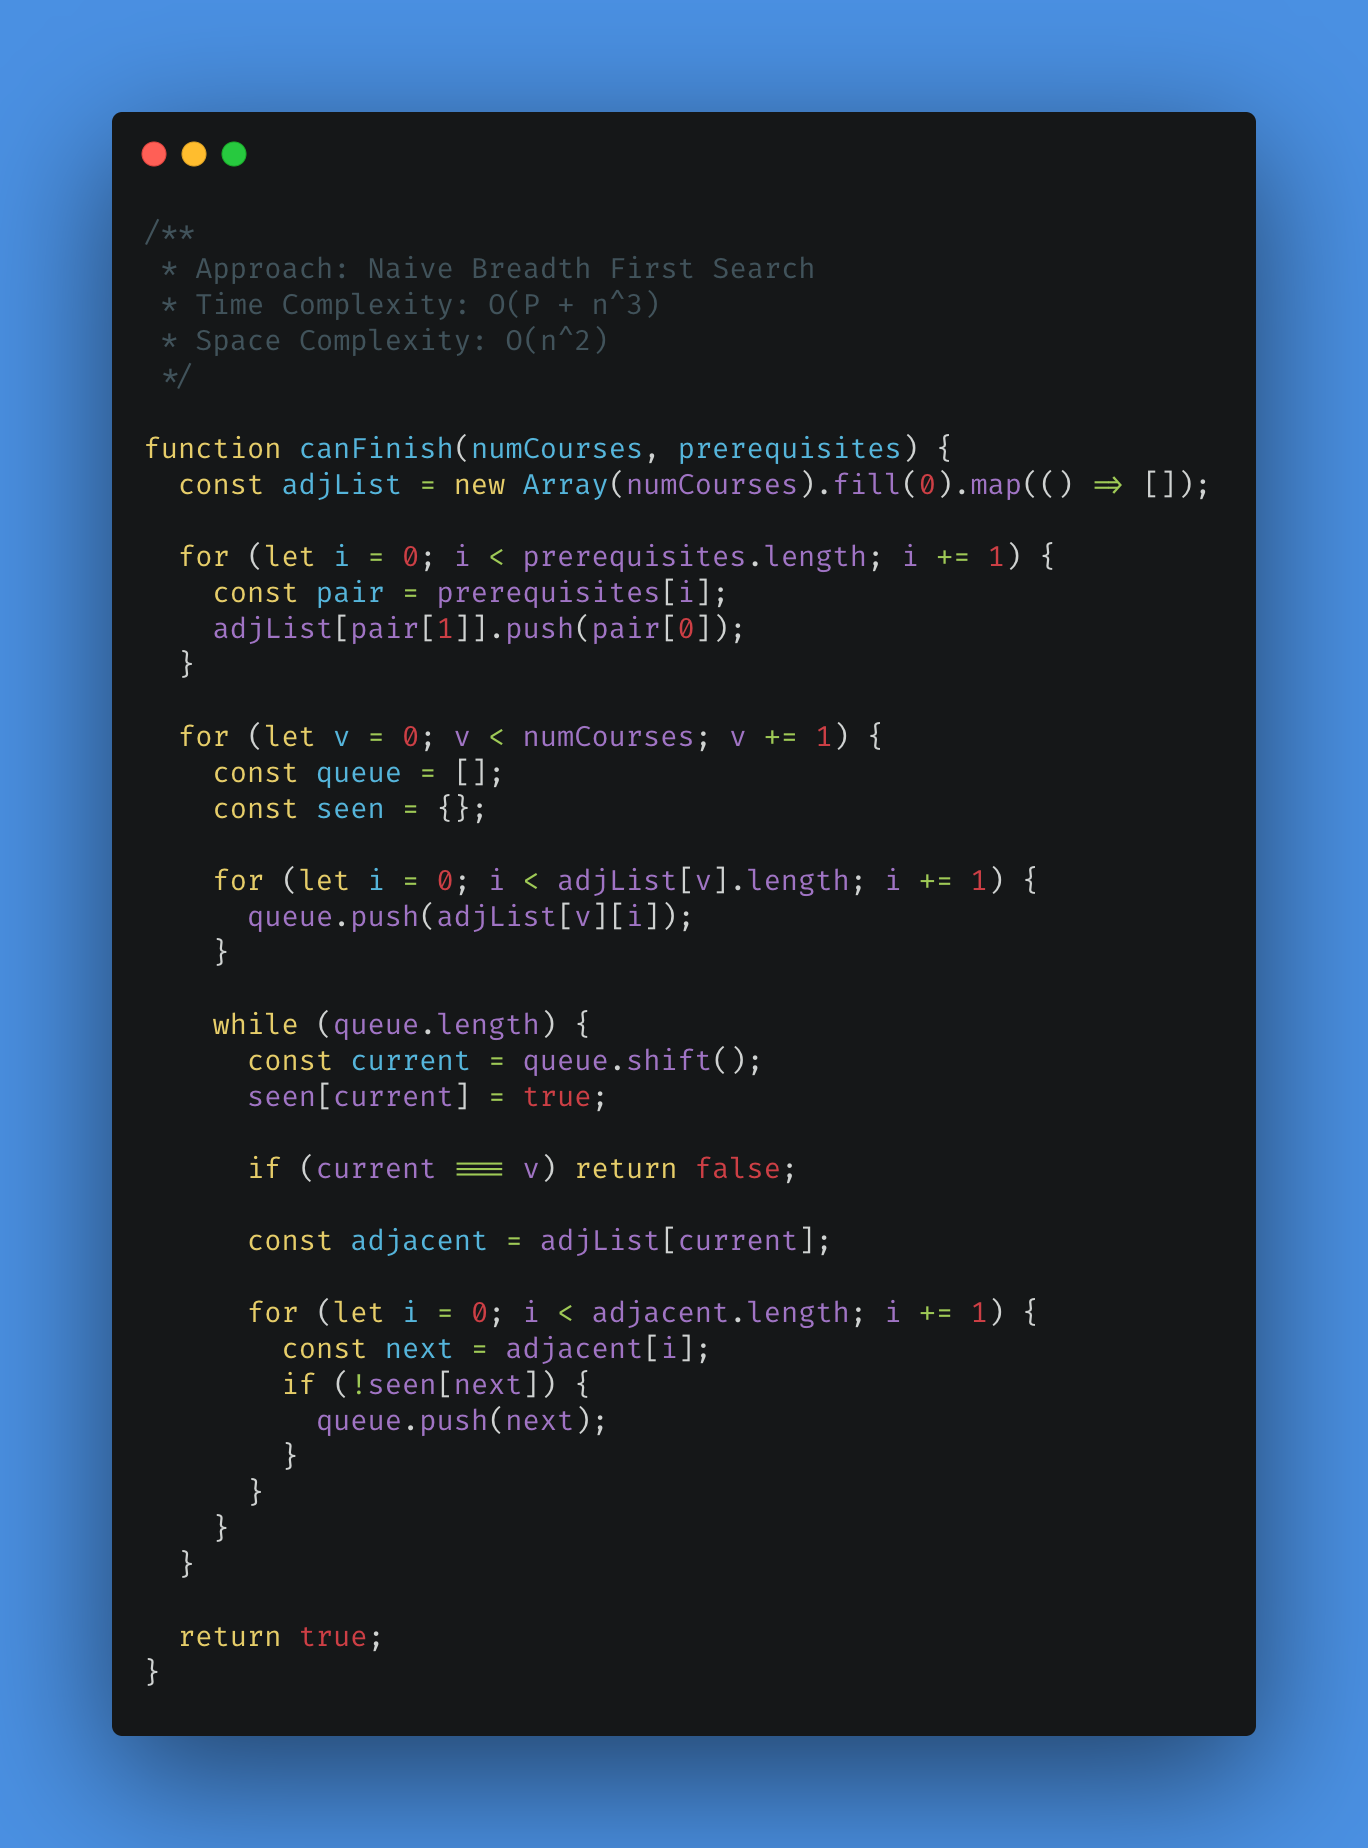 /**
 * Approach: Naive Breadth First Search
 * Time Complexity: O(P + n^3)
 * Space Complexity: O(n^2)
 */

function canFinish(numCourses, prerequisites) {
  const adjList = new Array(numCourses).fill(0).map(() => []);

  for (let i = 0; i < prerequisites.length; i += 1) {
    const pair = prerequisites[i];
    adjList[pair[1]].push(pair[0]);
  }

  for (let v = 0; v < numCourses; v += 1) {
    const queue = [];
    const seen = {};

    for (let i = 0; i < adjList[v].length; i += 1) {
      queue.push(adjList[v][i]);
    }

    while (queue.length) {
      const current = queue.shift();
      seen[current] = true;

      if (current === v) return false;

      const adjacent = adjList[current];

      for (let i = 0; i < adjacent.length; i += 1) {
        const next = adjacent[i];
        if (!seen[next]) {
          queue.push(next);
        }
      }
    }
  }

  return true;
}